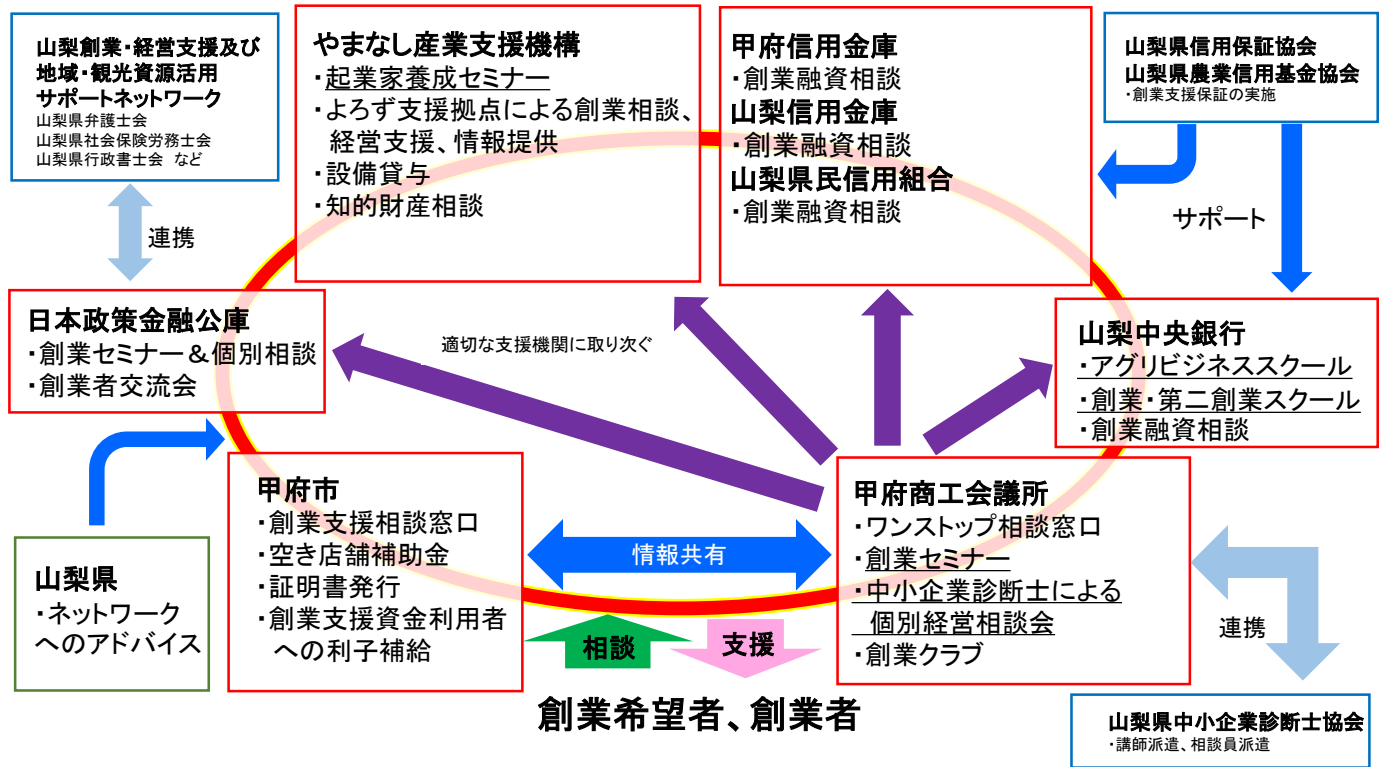 山梨創業・経営支援及び
地域・観光資源活用
サポートネットワーク
山梨県弁護士会
山梨県社会保険労務士会
山梨県行政書士会　など
連携
やまなし産業支援機構
・起業家養成セミナー
・よろず支援拠点による創業相談、
経営支援、情報提供
・設備貸与
・知的財産相談
甲府信用金庫
・創業融資相談
山梨信用金庫
・創業融資相談
山梨県民信用組合
・創業融資相談
山梨県信用保証協会
山梨県農業信用基金協会
・創業支援保証の実施
サポート
日本政策金融公庫
・創業セミナー＆個別相談
・創業者交流会
適切な支援機関に取り次ぐ
山梨中央銀行
・アグリビジネススクール
・創業・第二創業スクール
・創業融資相談
山梨県
・ネットワーク
へのアドバイス
甲府市
・創業支援相談窓口
・空き店舗補助金
・証明書発行
・創業支援資金利用者
への利子補給
情報共有
甲府商工会議所
・ワンストップ相談窓口
・創業セミナー
・中小企業診断士による
個別経営相談会
・創業クラブ
連携
相談
支援
創業希望者、創業者
山梨県中小企業診断士協会
・講師派遣、相談員派遣